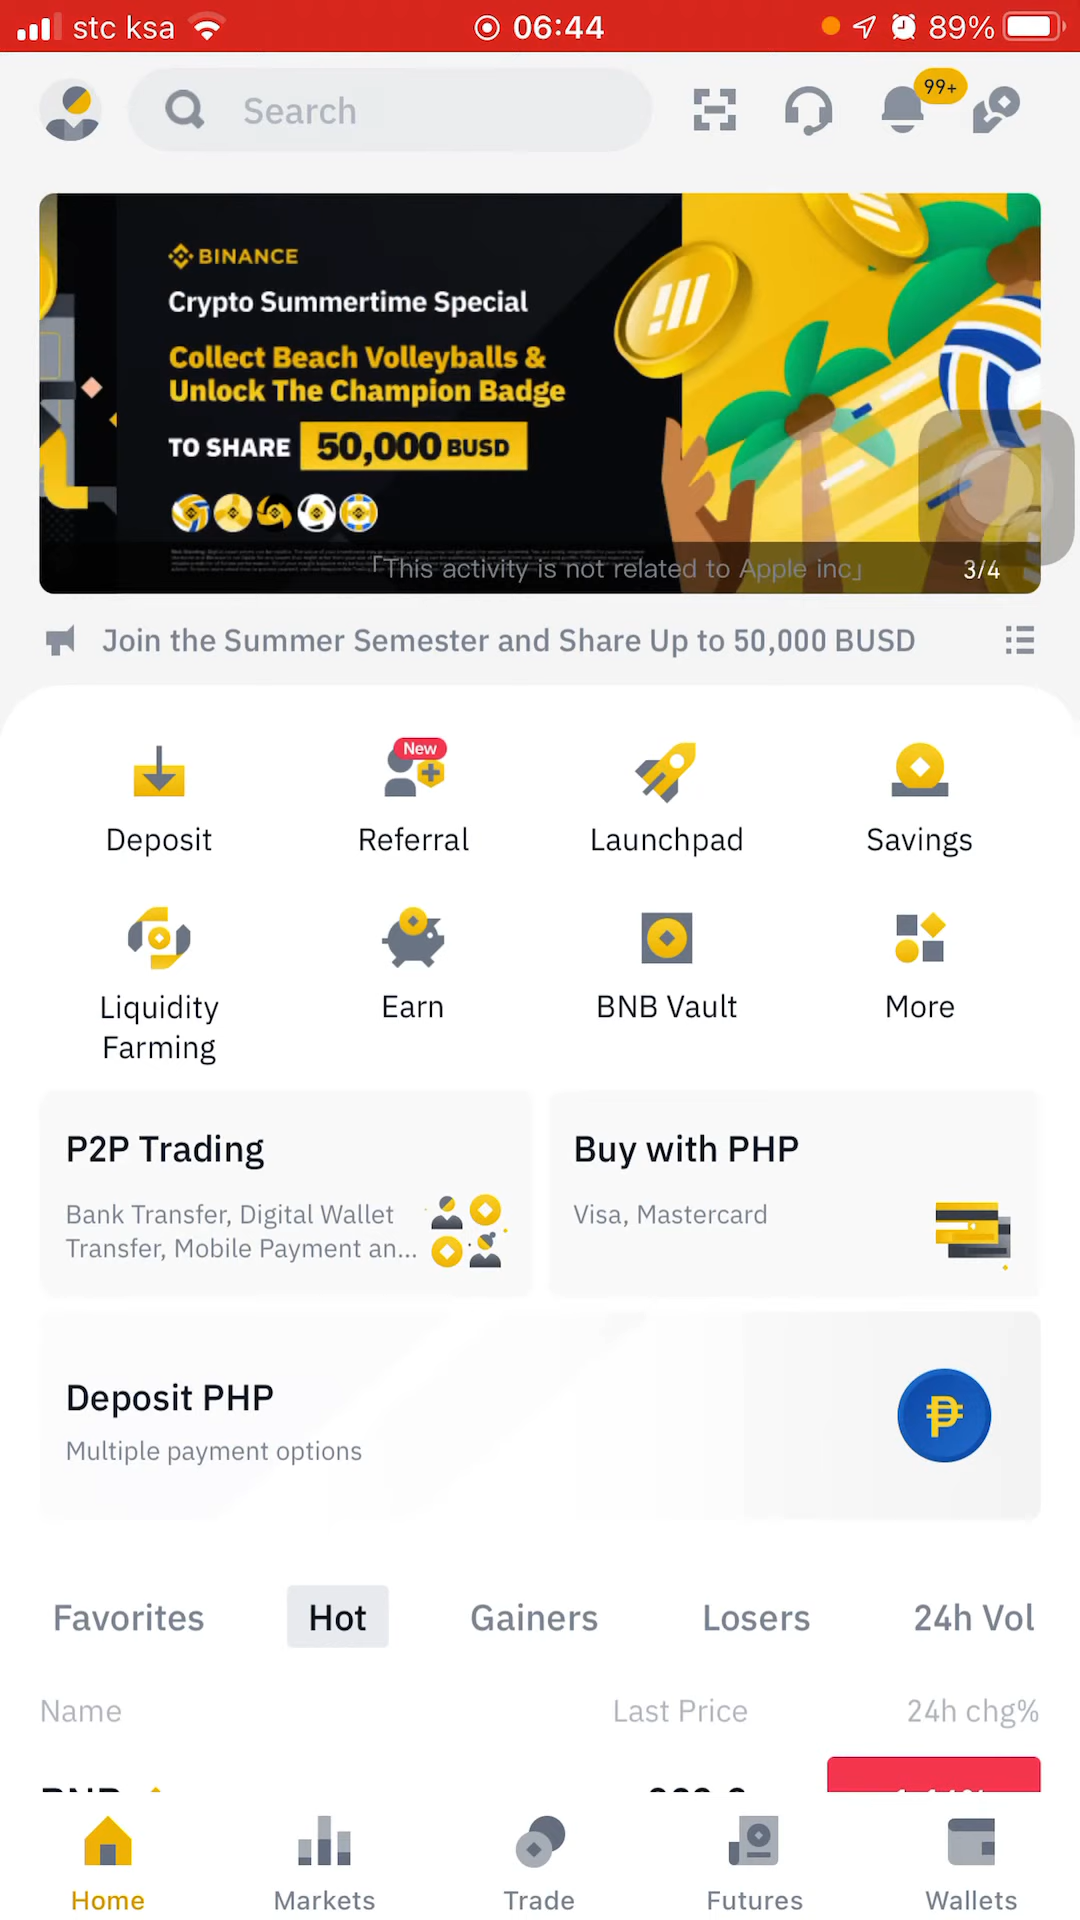 stc ksa 06:44 89%
Search 99+
BINANCE
Crypto Summertime Special
Collect Beach Volleyballs &
Unlock The Champion Badge
TO SHARE 50,000 BUSD
「This activity is not related to Apple inc」 3/4
Join the Summer Semester and Share Up to 50,000 BUSD
New
Deposit Referral Launchpad Savings
Liquidity Farming Earn BNB Vault More
P2P Trading
Bank Transfer, Digital Wallet
Transfer, Mobile Payment an...
Buy with PHP
Visa, Mastercard
Deposit PHP
Multiple payment options
Favorites Hot Gainers Losers 24h Vol
Name Last Price 24h chg%
BNB
Home Markets Trade Futures Wallets